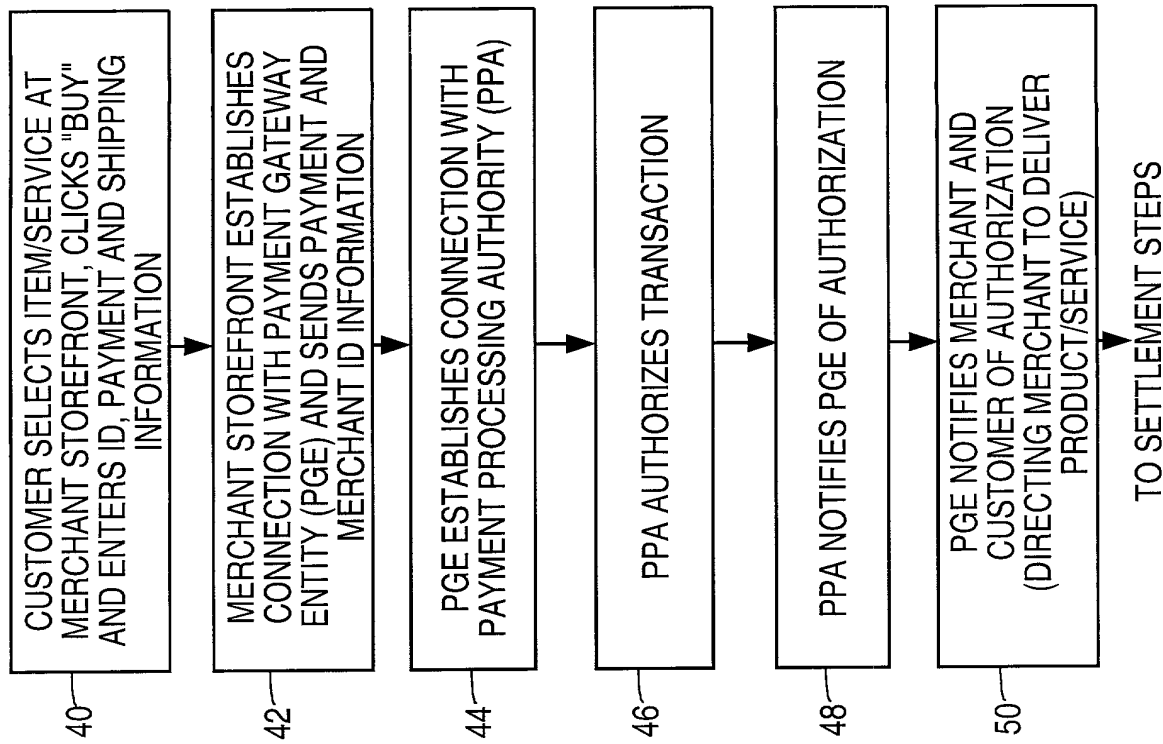 40
CUSTOMER SELECTS ITEM/SERVICE AT
MERCHANT STOREFRONT, CLICKS "BUY"
AND ENTERS ID, PAYMENT AND SHIPPING
INFORMATION
42
MERCHANT STOREFRONT ESTABLISHES
CONNECTION WITH PAYMENT GATEWAY
ENTITY (PGE) AND SENDS PAYMENT AND
MERCHANT ID INFORMATION
44
PGE ESTABLISHES CONNECTION WITH
PAYMENT PROCESSING AUTHORITY (PPA)
46
PPA AUTHORIZES TRANSACTION
48
PPA NOTIFIES PGE OF AUTHORIZATION
50
PGE NOTIFIES MERCHANT AND
CUSTOMER OF AUTHORIZATION
(DIRECTING MERCHANT TO DELIVER
PRODUCT/SERVICE)
TO SETTLEMENT STEPS